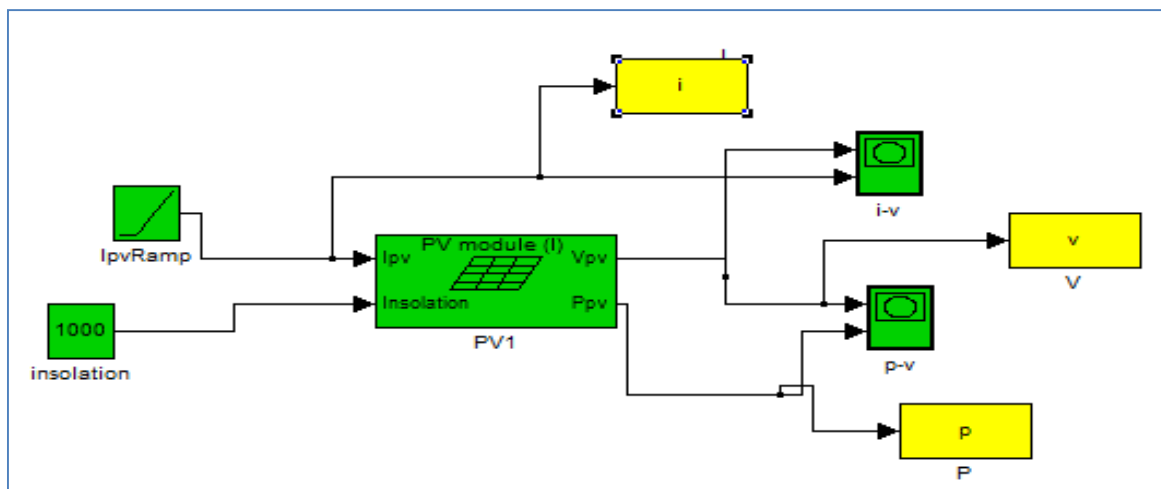 i
i-v
IpvRamp
PV module (I)
Ipv
Vpv
v
V
Insolation
Ppv
1000
insolation
PV1
p-v
p
P